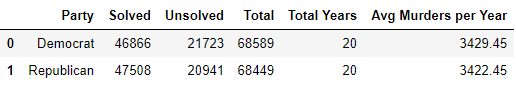 Party Solved Unsolved Total Total Years Avg Murders per Year
0 Democrat 46866 21723 68589 20 3429.45
1 Republican 47508 20941 68449 20 3422.45